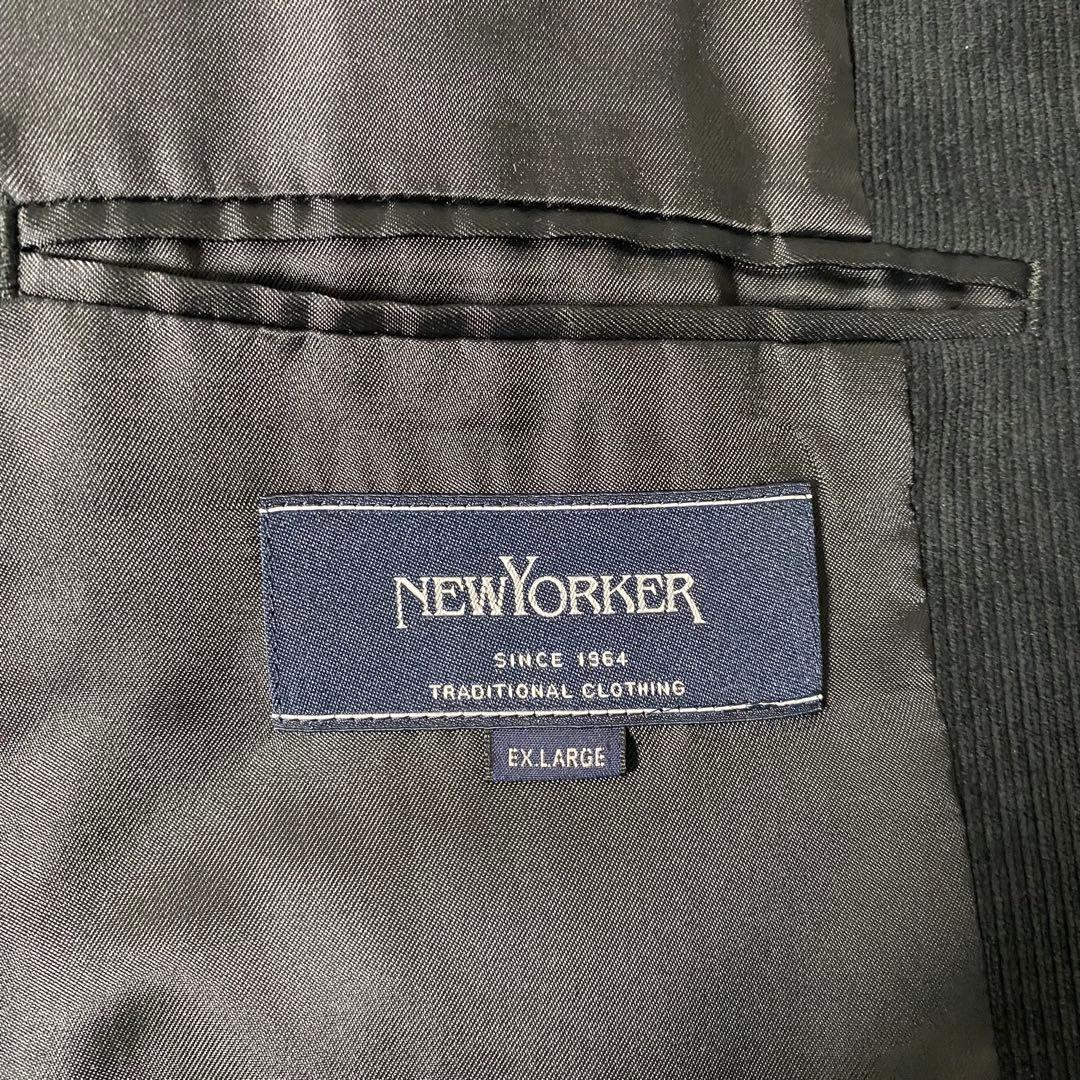 NEWYORKER
SINCE 1964
TRADITIONAL CLOTHING
EX.LARGE